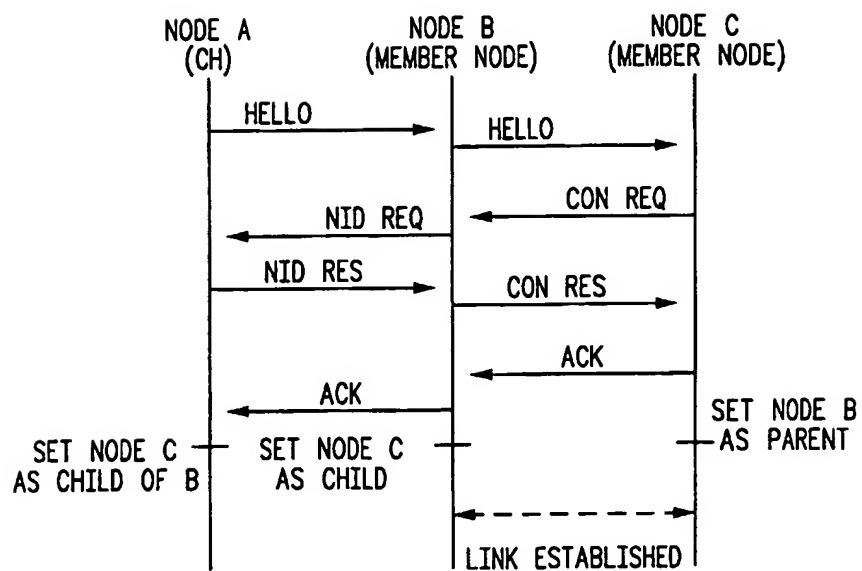 NODE A
(CH)
NODE B
(MEMBER NODE)
NODE C
(MEMBER NODE)
HELLO
HELLO
CON REQ
NID REQ
NID RES
CON RES
ACK
ACK
SET NODE C
AS CHILD OF B
SET NODE C
AS CHILD
SET NODE B
AS PARENT
LINK ESTABLISHED